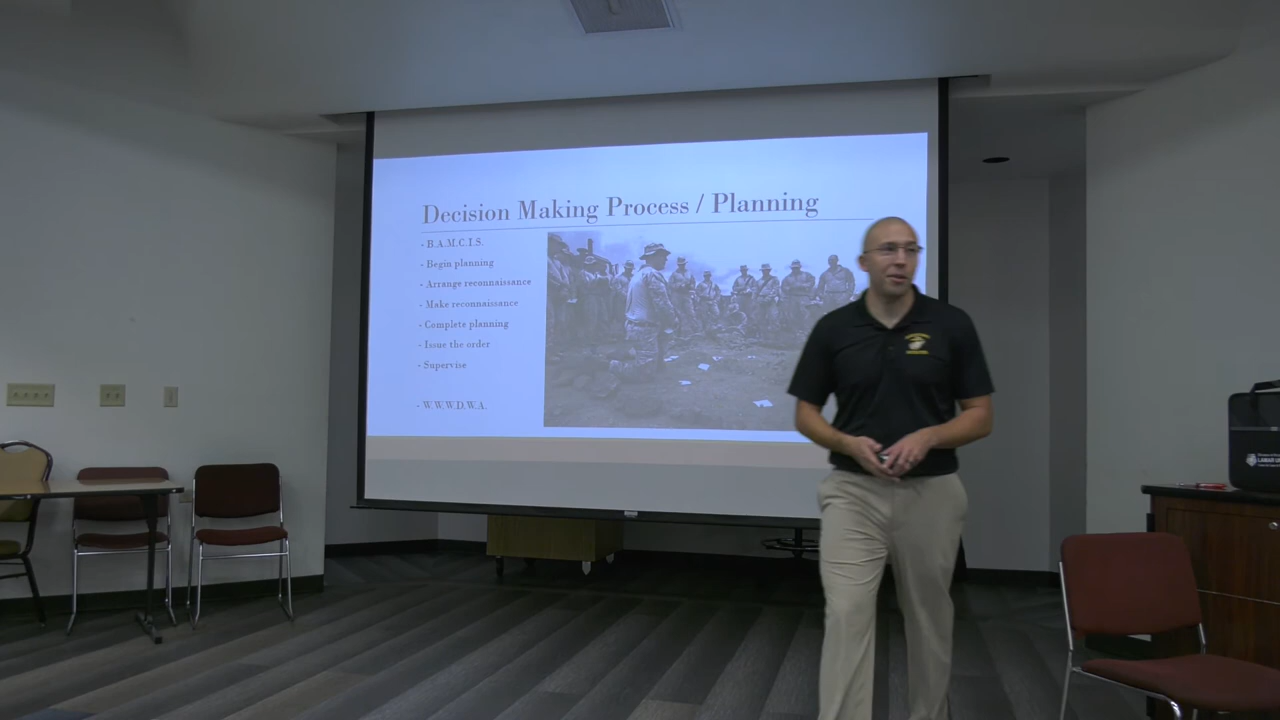 Decision Making Process / Planning
- B.A.M.C.I.S.
- Begin planning
- Arrange reconnaissance
- Make reconnaissance
- Complete planning
- Issue the order
- Supervise
- W.W.W.D.W.A.